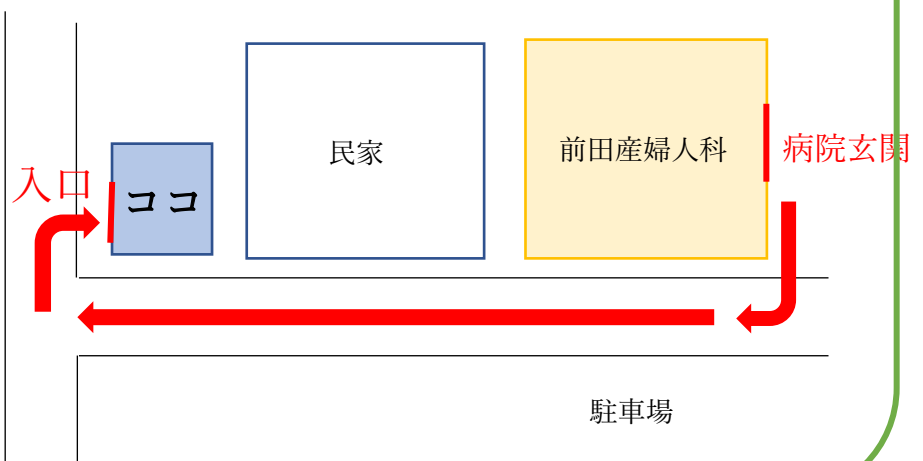 民家
前田産婦人科
病院玄関
入口
ココ
駐車場